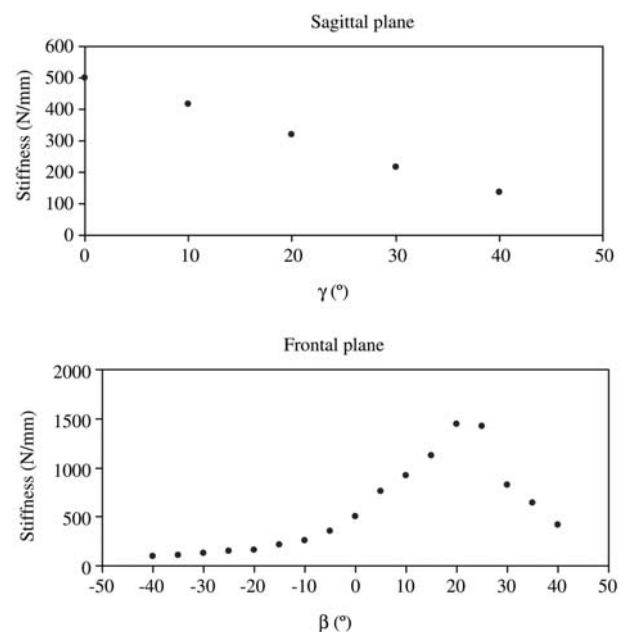 Sagittal plane
600
500
400
300
200
100
0
Stiffness (N/mm)
0 10 20 30 40 50
γ (º)
Frontal plane
2000
1500
1000
500
0
Stiffness (N/mm)
-50 -40 -30 -20 -10 0 10 20 30 40 50
β (º)